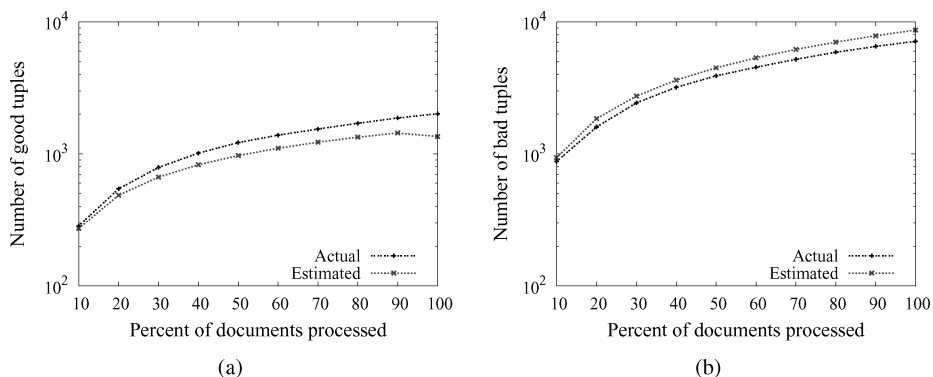 10^4
10^3
10^2
Number of good tuples
Actual
Estimated
10 20 30 40 50 60 70 80 90 100
Percent of documents processed
(a)
10^4
10^3
10^2
Number of bad tuples
Actual
Estimated
10 20 30 40 50 60 70 80 90 100
Percent of documents processed
(b)